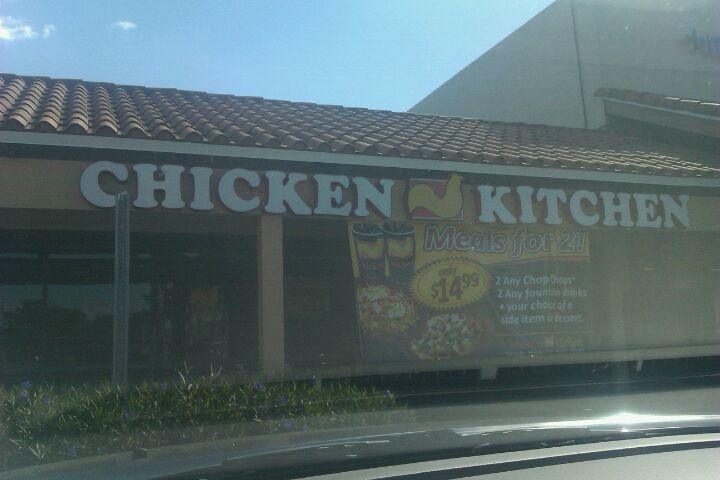 CHICKEN KITCHEN
Meals for 2!
only
$14.99
2 Any Chop Chops*
2 Any fountain drinks
+ your choice of a
side item or dessert.